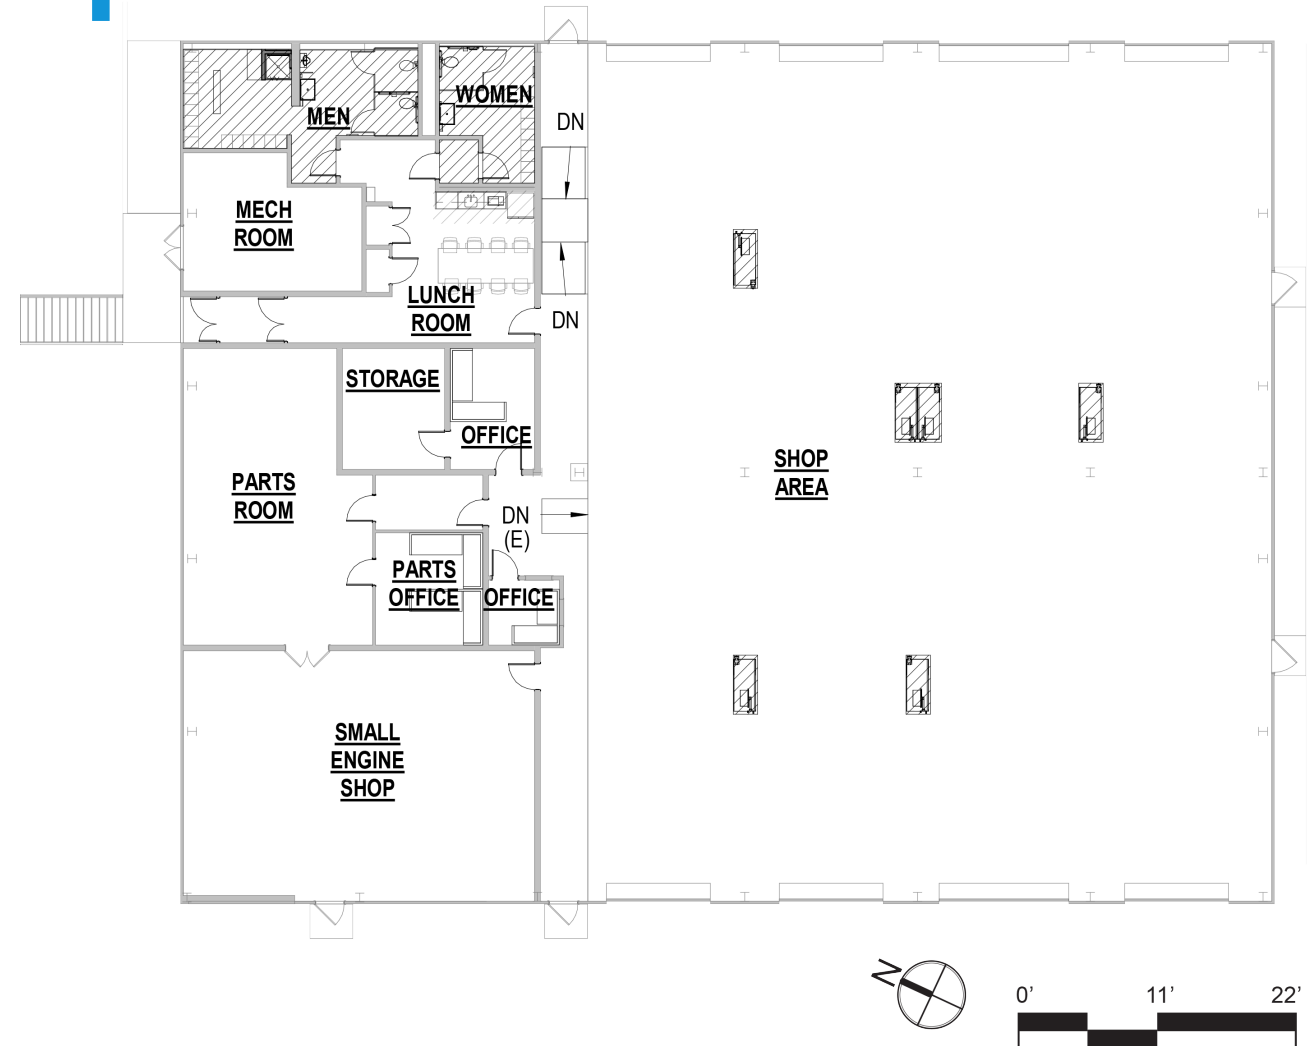 MEN
WOMEN
DN
MECH
ROOM
LUNCH
ROOM
DN
STORAGE
OFFICE
SHOP
AREA
PARTS
ROOM
DN
(E)
PARTS
OFFICE
OFFICE
SMALL
ENGINE
SHOP
N
0' 11' 22'